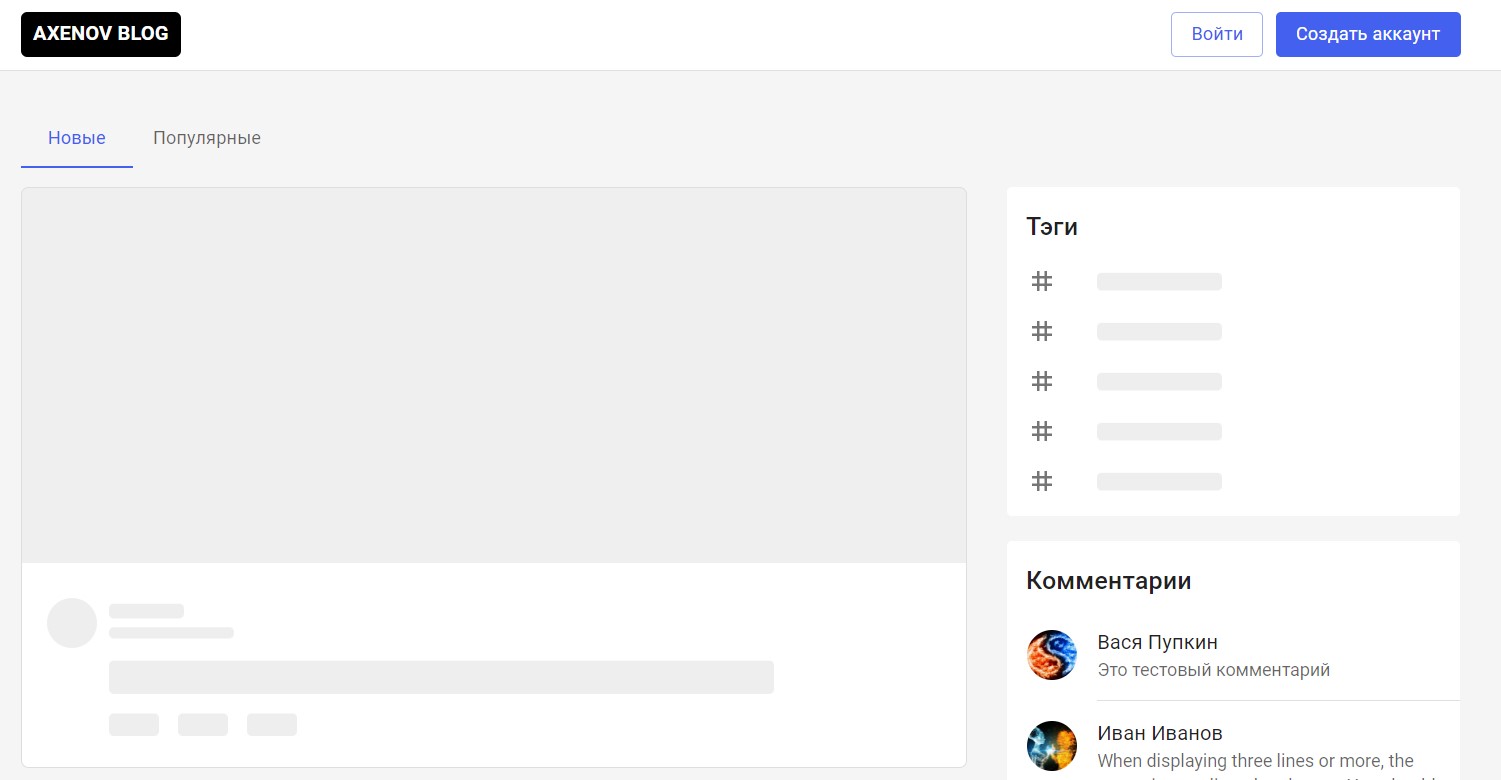 AXENOV BLOG
Войти
Создать аккаунт
Новые
Популярные
Тэги
#
#
#
#
#
Комментарии
Вася Пупкин
Это тестовый комментарий
Иван Иванов
When displaying three lines or more, the